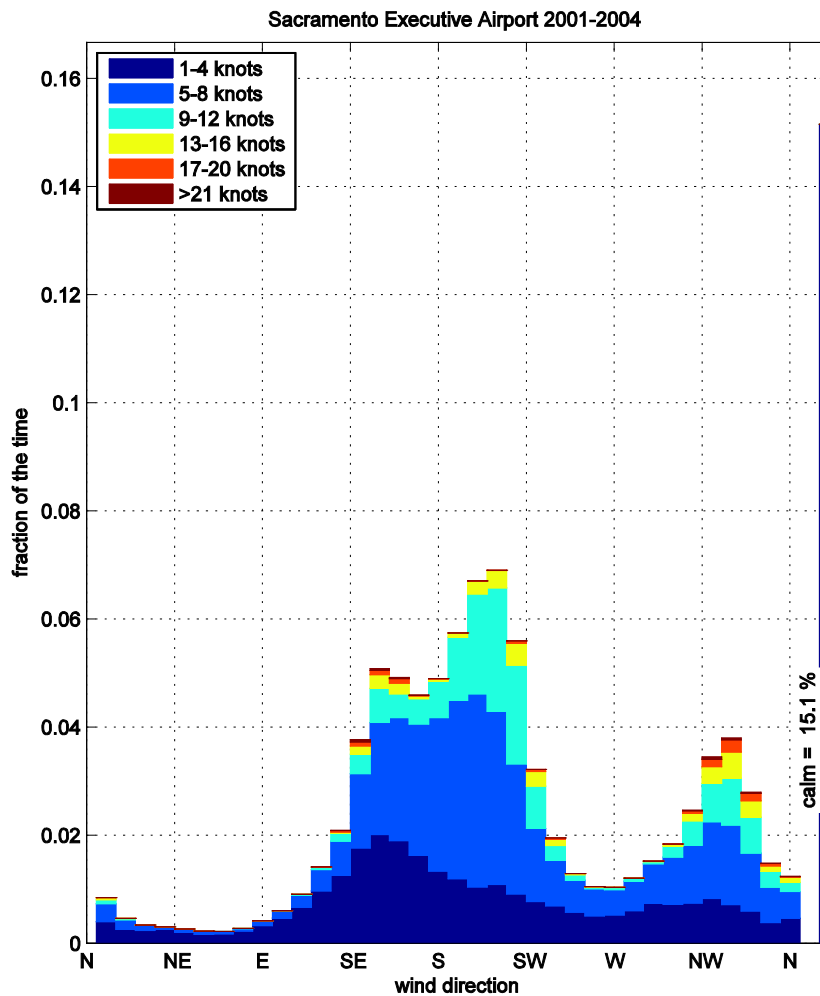 Sacramento Executive Airport 2001-2004
1-4 knots
5-8 knots
9-12 knots
13-16 knots
17-20 knots
>21 knots
0.16
0.14
0.12
0.1
0.08
0.06
0.04
0.02
0
fraction of the time
calm = 15.1 %
N NE E SE S SW W NW N
wind direction